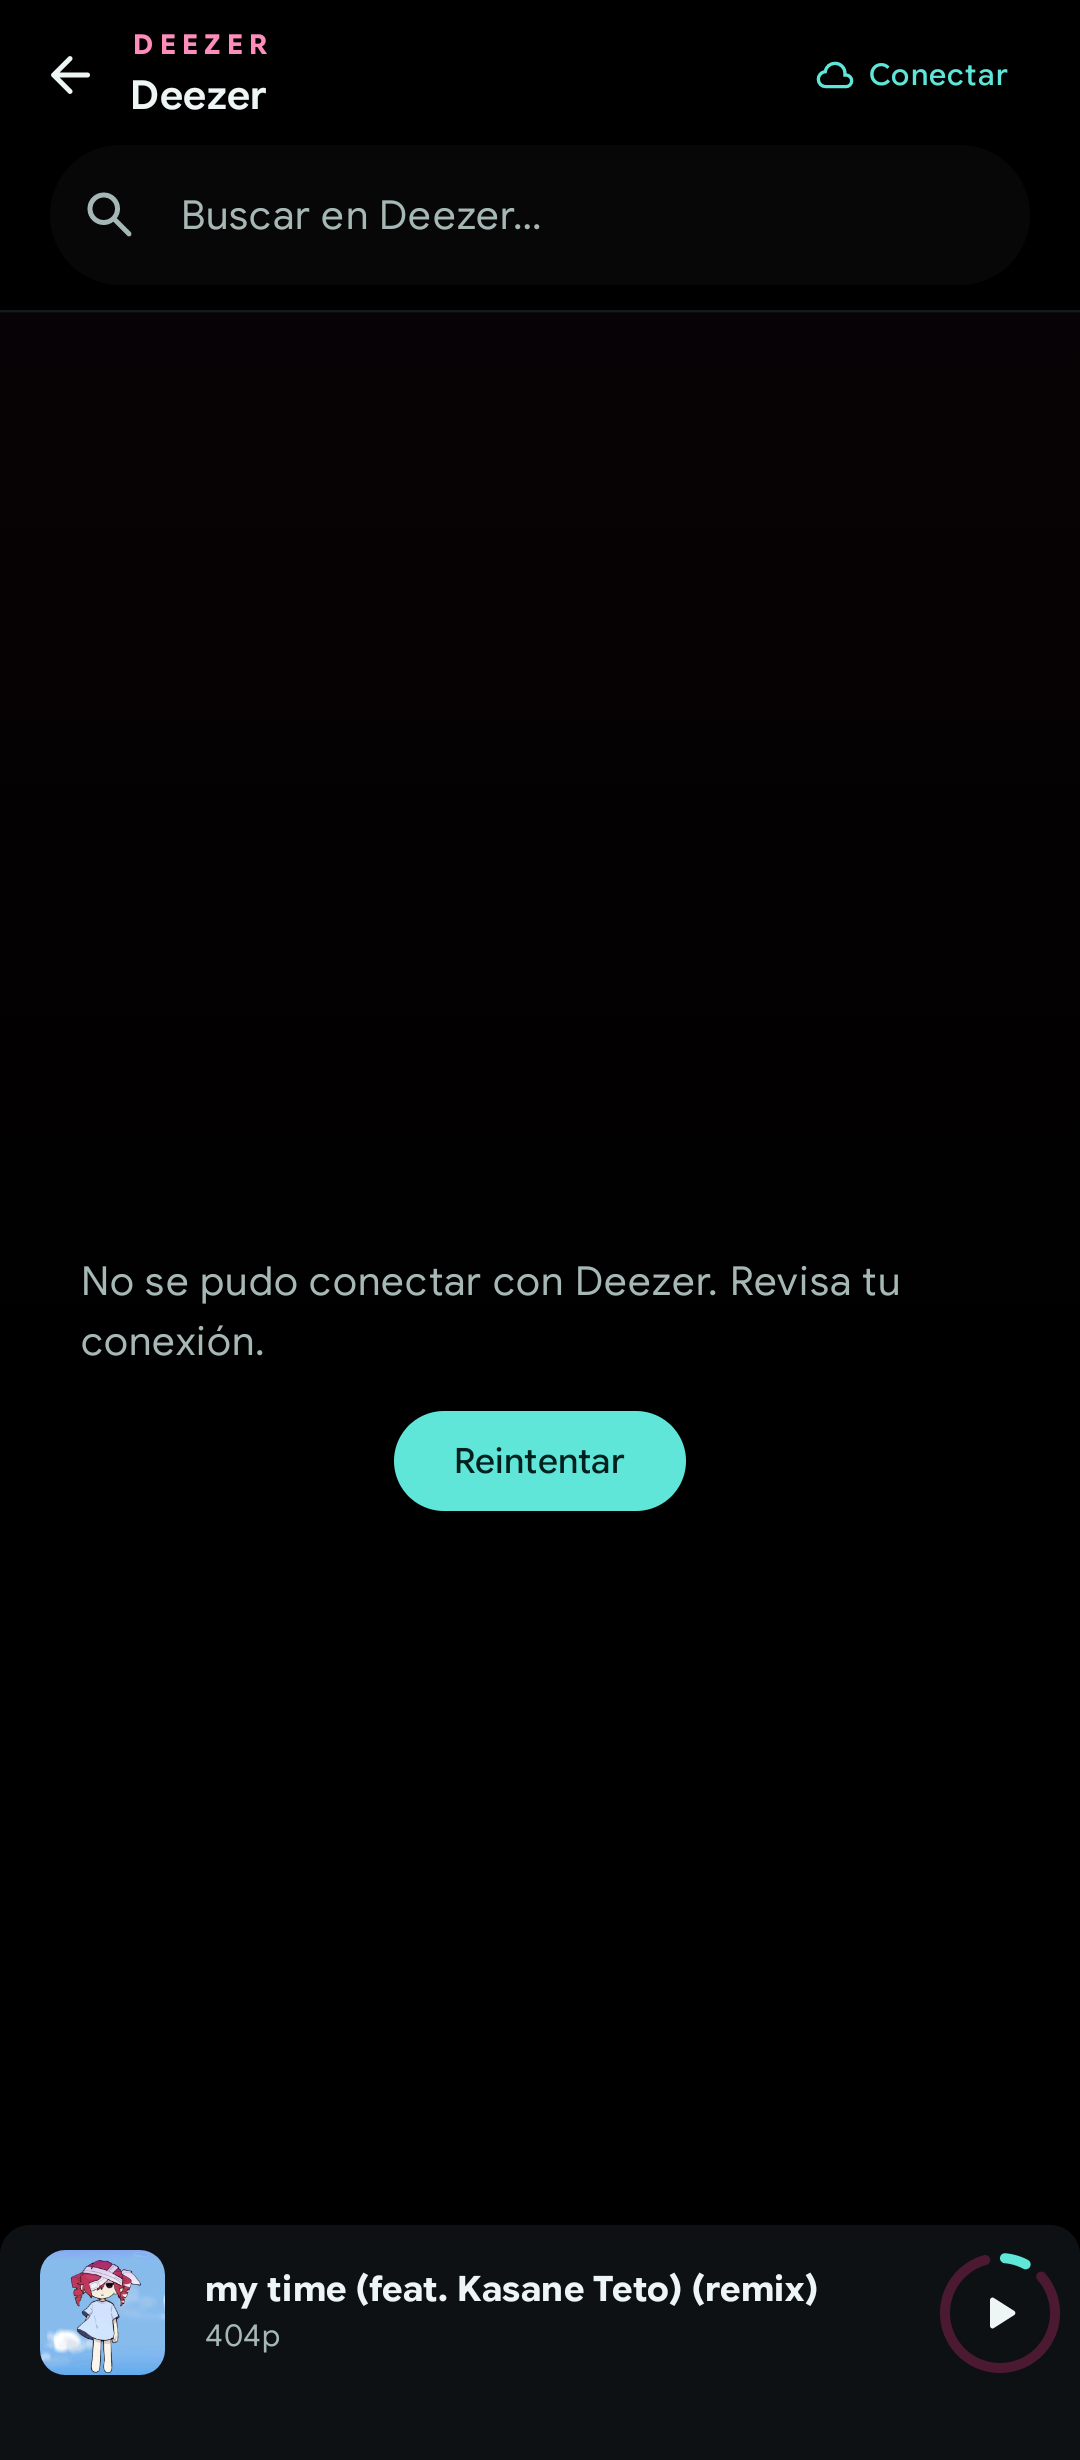 DEEZER
Deezer
Conectar
Buscar en Deezer...
No se pudo conectar con Deezer. Revisa tu
conexión.
Reintentar
my time (feat. Kasane Teto) (remix)
404p